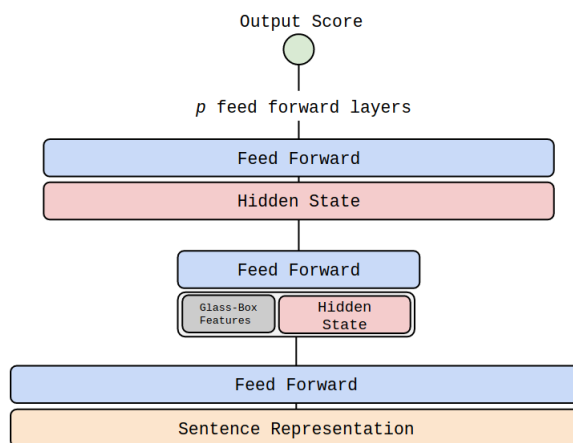 Output Score
p feed forward layers
Feed Forward
Hidden State
Feed Forward
Glass-Box
Features
Hidden
State
Feed Forward
Sentence Representation